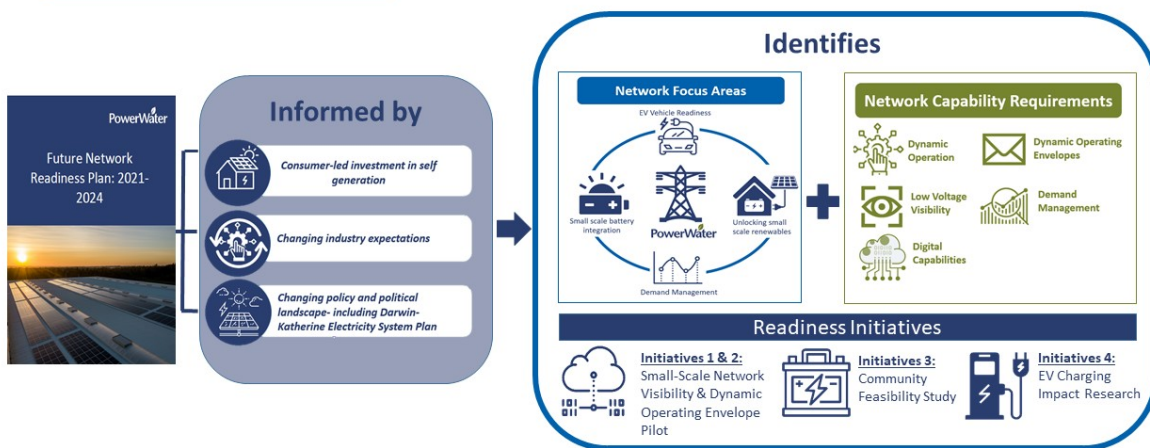 PowerWater
Future Network
Readiness Plan: 2021-
2024
Informed by
Consumer-led investment in self
generation
Changing industry expectations
Changing policy and political
landscape- including Darwin-
Katherine Electricity System Plan
Identifies
Network Focus Areas
EV Vehicle Readiness
Small scale battery
integration
PowerWater
Unlocking small
scale renewables
Demand Management
Network Capability Requirements
Dynamic
Operation
Dynamic Operating
Envelopes
Low Voltage
Visibility
Demand
Management
Digital
Capabilities
Readiness Initiatives
Initiatives 1 & 2:
Small-Scale Network
Visibility & Dynamic
Operating Envelope
Pilot
Initiatives 3:
Community
Feasibility Study
Initiatives 4:
EV Charging
Impact Research